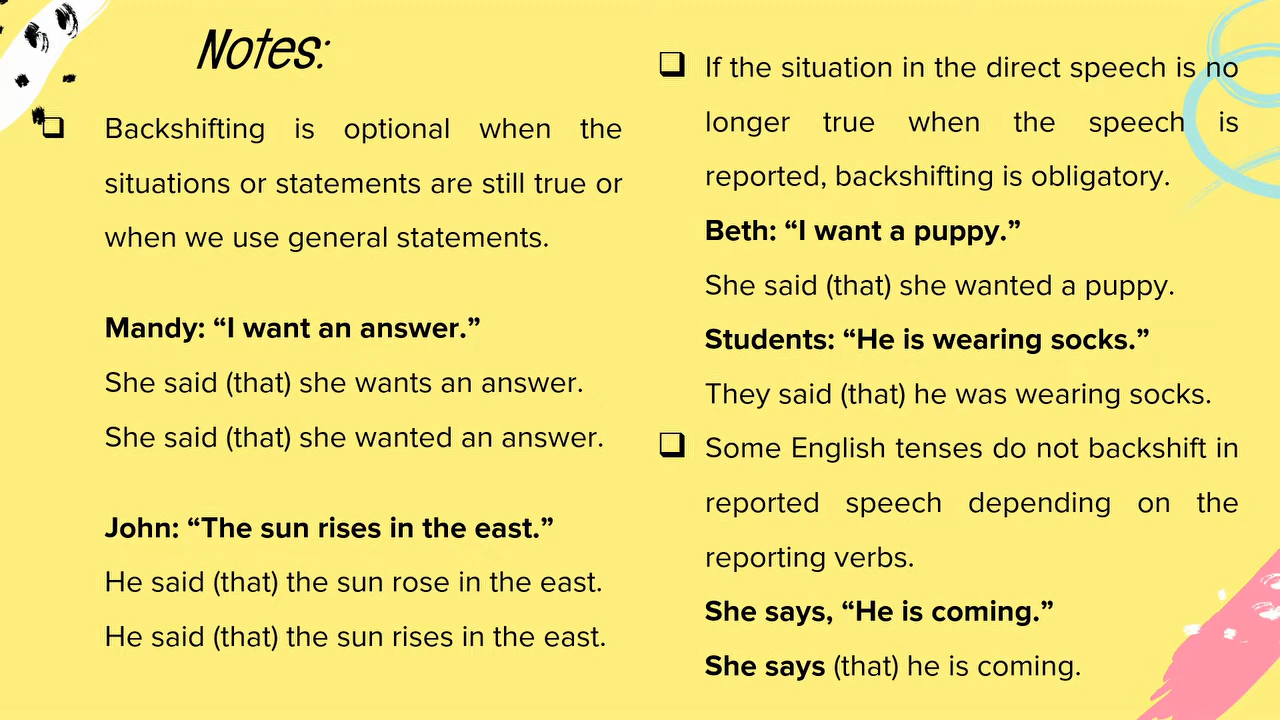 Notes:
❑ Backshifting is optional when the
situations or statements are still true or
when we use general statements.
Mandy: “I want an answer.”
She said (that) she wants an answer.
She said (that) she wanted an answer.
John: “The sun rises in the east.”
He said (that) the sun rose in the east.
He said (that) the sun rises in the east.
❑ If the situation in the direct speech is no
longer true when the speech is
reported, backshifting is obligatory.
Beth: “I want a puppy.”
She said (that) she wanted a puppy.
Students: “He is wearing socks.”
They said (that) he was wearing socks.
❑ Some English tenses do not backshift in
reported speech depending on the
reporting verbs.
She says, “He is coming.”
She says (that) he is coming.